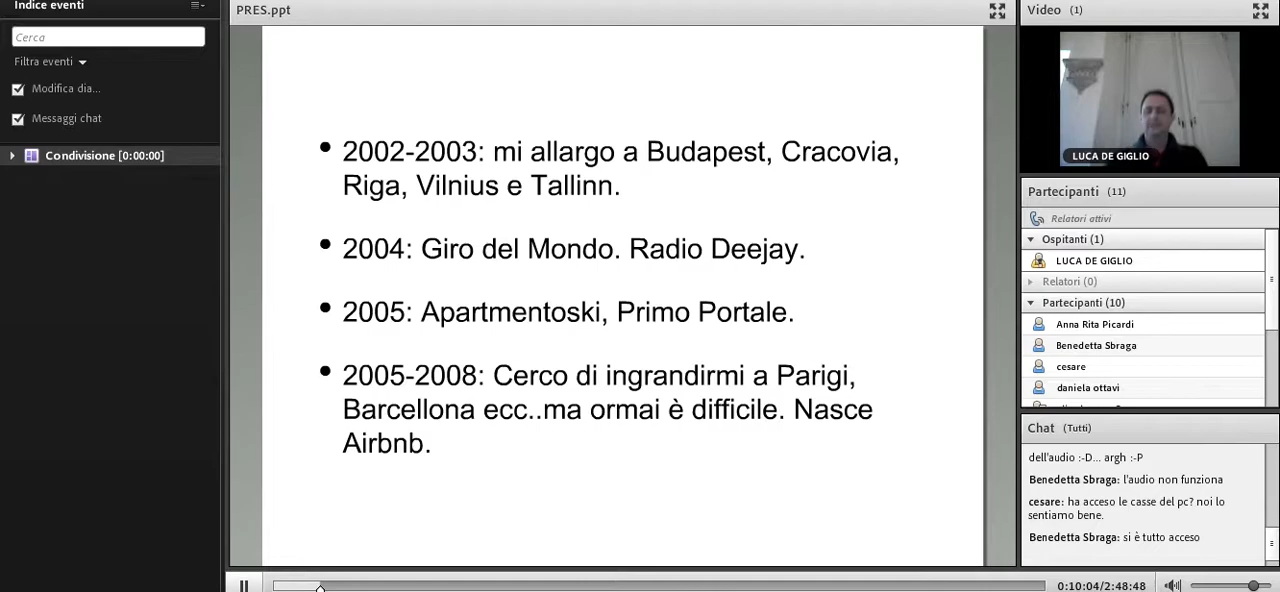 Indice eventi
Cerca
Filtra eventi
Modifica dia...
Messaggi chat
Condivisione [0:00:00]
PRES.ppt
2002-2003: mi allargo a Budapest, Cracovia,
Riga, Vilnius e Tallinn.
2004: Giro del Mondo. Radio Deejay.
2005: Apartmentoski, Primo Portale.
2005-2008: Cerco di ingrandirmi a Parigi,
Barcellona ecc..ma ormai è difficile. Nasce
Airbnb.
0:10:04/2:48:48
Video (1)
LUCA DE GIGLIO
Partecipanti (11)
Relatori attivi
Ospitanti (1)
LUCA DE GIGLIO
Relatori (0)
Partecipanti (10)
Anna Rita Picardi
Benedetta Sbraga
cesare
daniela ottavi
Chat (Tutti)
dell'audio :-D... argh :-P
Benedetta Sbraga: l'audio non funziona
cesare: ha acceso le casse del pc? noi lo
sentiamo bene.
Benedetta Sbraga: si è tutto acceso